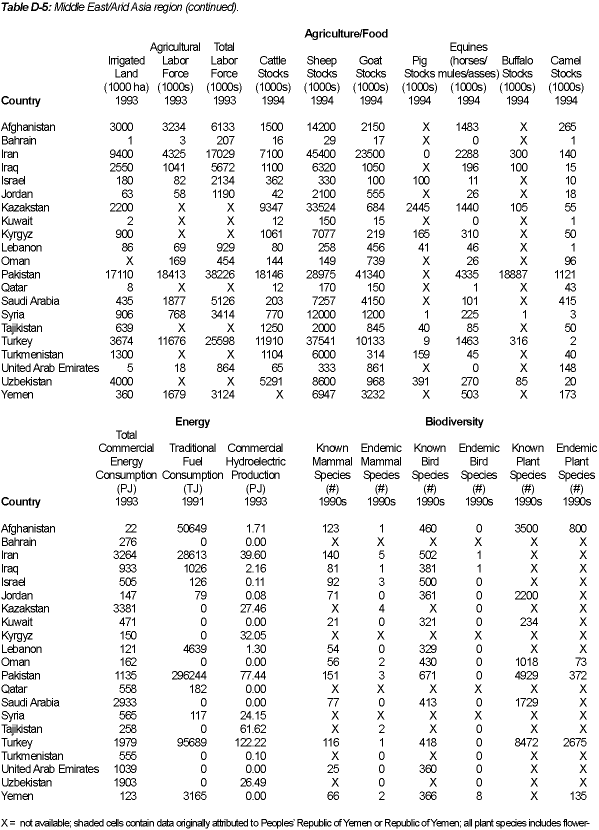 Table D-5: Middle East/Arid Asia region (continued).
Agriculture/Food
Agricultural Total Equines
Irrigated Labor Labor Cattle Sheep Goat Pig (horses/ Buffalo Camel
Land Force Force Stocks Stocks Stocks Stocks mules/asses) Stocks Stocks
(1000 ha) (1000s) (1000s) (1000s) (1000s) (1000s) (1000s) (1000s) (1000s) (1000s)
Country 1993 1993 1993 1994 1994 1994 1994 1994 1994 1994
Afghanistan 3000 3234 6133 1500 14200 2150 X 1483 X 265
Bahrain 1 3 207 16 29 17 X 0 X 1
Iran 9400 4325 17029 7100 45400 23500 0 2288 300 140
Iraq 2550 1041 5672 1100 6320 1050 X 196 100 15
Israel 180 82 2134 362 330 100 100 11 X 10
Jordan 63 58 1190 42 2100 555 X 26 X 18
Kazakstan 2200 X X 9347 33524 684 2445 1440 105 55
Kuwait 2 X X 12 150 15 X 0 X 1
Kyrgyz 900 X X 1061 7077 219 165 310 X 50
Lebanon 86 69 929 80 258 456 41 46 X 1
Oman X 169 454 144 149 739 X 26 X 96
Pakistan 17110 18413 38226 18146 28975 41340 X 4335 18887 1121
Qatar 8 X X 12 170 150 X 1 X 43
Saudi Arabia 435 1877 5126 203 7257 4150 X 101 X 415
Syria 906 768 3414 770 12000 1200 1 225 1 3
Tajikistan 639 X X 1250 2000 845 40 85 X 50
Turkey 3674 11676 25598 11910 37541 10133 9 1463 316 2
Turkmenistan 1300 X X 1104 6000 314 159 45 X 40
United Arab Emirates 5 18 864 65 333 861 X 0 X 148
Uzbekistan 4000 X X 5291 8600 968 391 270 85 20
Yemen 360 1679 3124 X 6947 3232 X 503 X 173
Energy Biodiversity
Total
Commercial Traditional Commercial Known Endemic Known Endemic Known Endemic
Energy Fuel Hydroelectric Mammal Mammal Bird Bird Plant Plant
Consumption Consumption Production Species Species Species Species Species Species
(PJ) (TJ) (PJ) (#) (#) (#) (#) (#) (#)
Country 1993 1991 1993 1990s 1990s 1990s 1990s 1990s 1990s
Afghanistan 22 50649 1.71 123 1 460 0 3500 800
Bahrain 276 0 0.00 X X X X X X
Iran 3264 28613 39.60 140 5 502 1 X X
Iraq 933 1026 2.16 81 1 381 1 X X
Israel 505 126 0.11 92 3 500 0 X X
Jordan 147 79 0.08 71 0 361 0 2200 X
Kazakstan 3381 0 27.46 X 4 X X X X
Kuwait 471 0 0.00 21 0 321 0 234 X
Kyrgyz 150 0 32.05 X X X X X X
Lebanon 121 4639 1.30 54 0 329 0 X X
Oman 162 0 0.00 56 2 430 0 1018 73
Pakistan 1135 296244 77.44 151 3 671 0 4929 372
Qatar 558 182 0.00 X X X X X X
Saudi Arabia 2933 0 0.00 77 0 413 0 1729 X
Syria 565 117 24.15 X X X X X X
Tajikistan 258 0 61.62 X 2 X X X X
Turkey 1979 95689 122.22 116 1 418 0 8472 2675
Turkmenistan 555 0 0.10 X X X X X X
United Arab Emirates 1039 0 0.00 25 0 360 0 X X
Uzbekistan 1903 0 26.49 X X X X X X
Yemen 123 3165 0.00 66 2 366 8 X 135
X = not available; shaded cells contain data originally attributed to Peoples' Republic of Yemen or Republic of Yemen; all plant species includes flower-